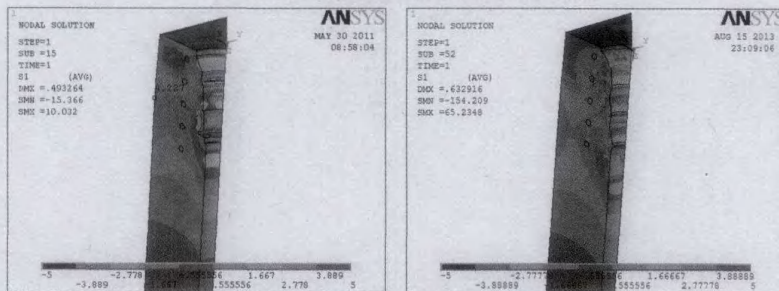 1
ANSYS
NODAL SOLUTION
MAY 30 2011
08:58:04
STEP=1
SUB =15
TIME=1
S1 (AVG)
DMX =.493264
SMN =-15.366
SMX =10.032
-5 -2.778 1.667 3.889
-3.889 .555556 2.778 5
1
ANSYS
NODAL SOLUTION
AUG 15 2013
23:09:06
STEP=1
SUB =52
TIME=1
S1 (AVG)
DMX =.632916
SMN =-154.209
SMX =65.2348
-5 1.66667 3.88889
-3.88889 .555556 2.77778 5